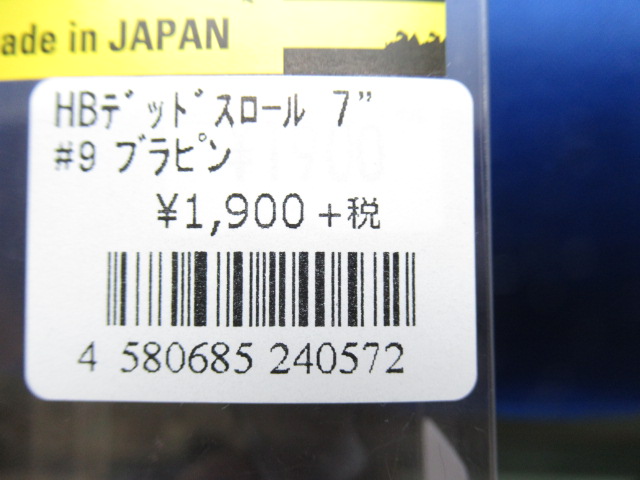 ade in JAPAN
HBﾃﾞｯﾄﾞｽﾛｰﾙ 7"
#9 ブラピン
¥1,900+税
4 580685 240572